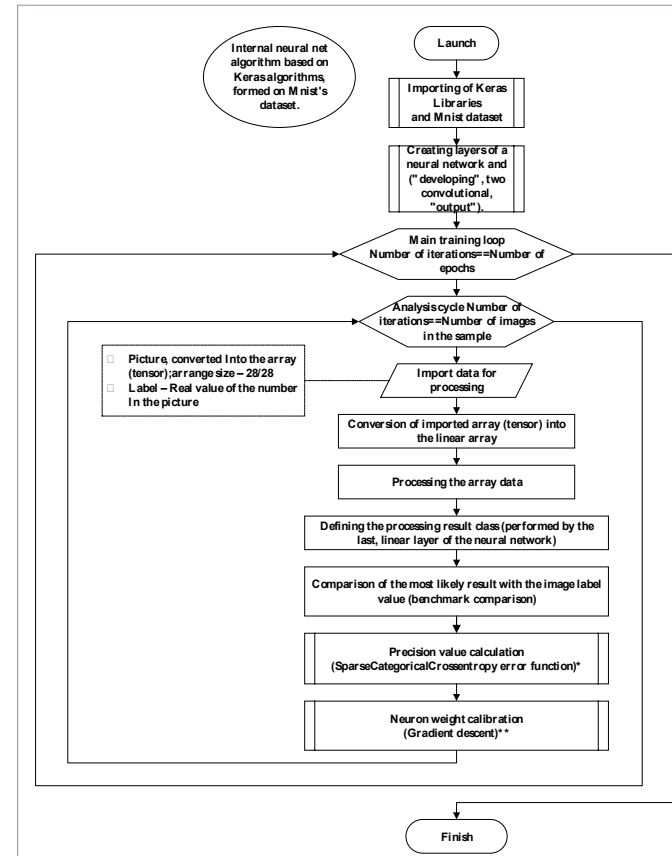 Internal neural net
algorithm based on
Keras algorithms,
formed on Mnist's
dataset.
Launch
Importing of Keras
Libraries
and Mnist dataset
Creating layers of a
neural network and
("developing", two
convolutional,
"output").
Main training loop
Number of iterations==Number of
epochs
Analysis cycle Number of
iterations==Number of images
in the sample
Picture, converted Into the array
(tensor);arrange size – 28/28
Label – Real value of the number
In the picture
Import data for
processing
Conversion of imported array (tensor) into
the linear array
Processing the array data
Defining the processing result class (performed by the
last, linear layer of the neural network)
Comparison of the most likely result with the image label
value (benchmark comparison)
Precision value calculation
(SparseCategoricalCrossentropy error function)*
Neuron weight calibration
(Gradient descent)**
Finish